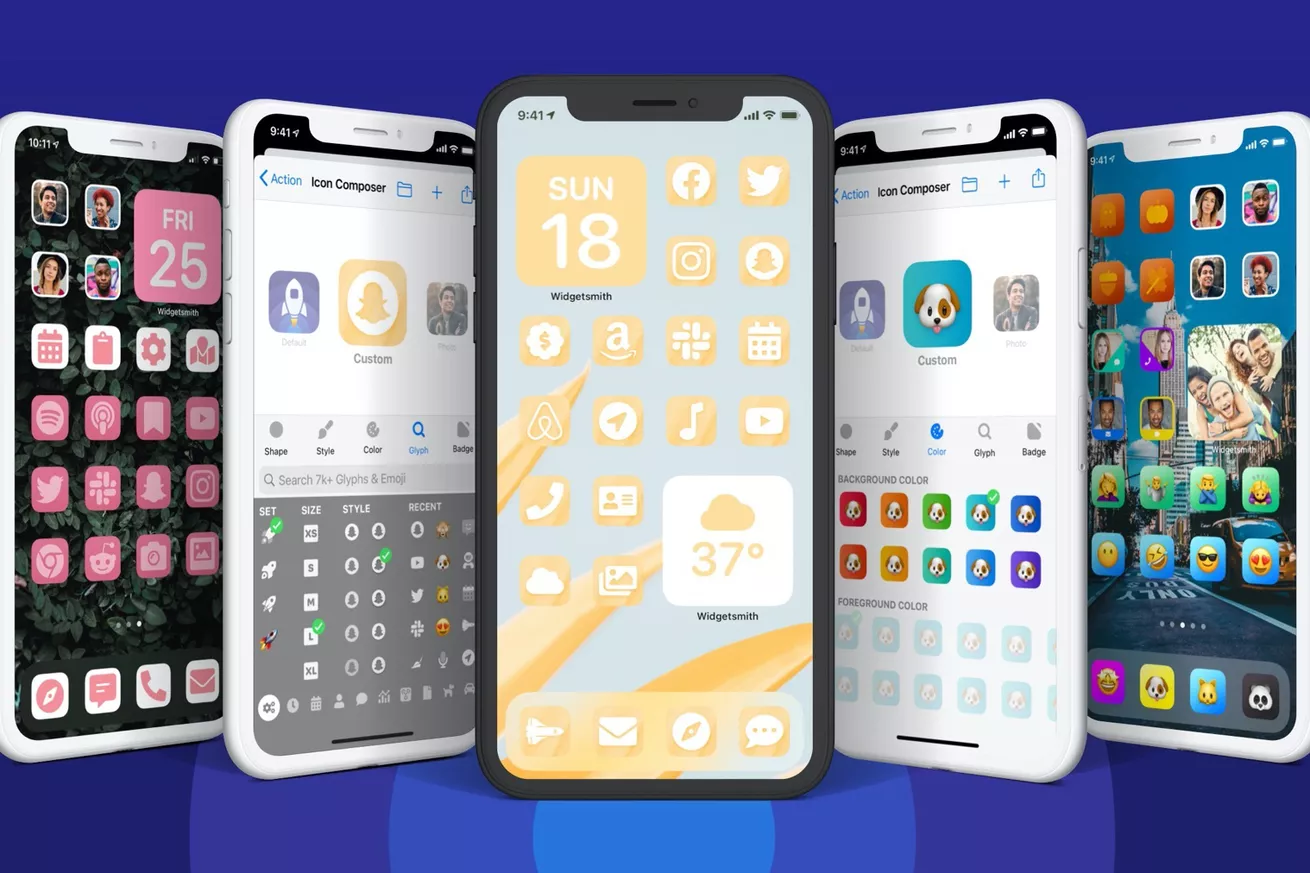 10:11
FRI
25
Widgetsmith
9:41
Action
Icon Composer
Default
Custom
Photo
Shape
Style
Color
Glyph
Badge
Search 7k+ Glyphs & Emoji
SET
SIZE
STYLE
RECENT
XS
S
M
L
XL
9:41
SUN
18
Widgetsmith
$
a
37°
Widgetsmith
9:41
Action
Icon Composer
Default
Custom
Photo
Shape
Style
Color
Glyph
Badge
BACKGROUND COLOR
FOREGROUND COLOR
9:41
Widgetsmith
ONLY